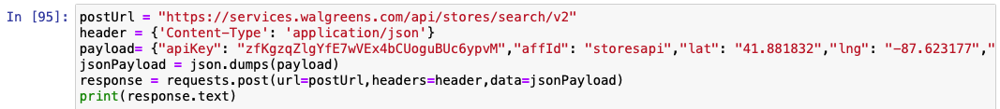 In [95]: postUrl = "https://services.walgreens.com/api/stores/search/v2"
header = {'Content-Type': 'application/json'}
payload= {"apiKey": "zfKgzqZlgYfE7wVEx4bCUoguBUc6ypvM","affId": "storesapi","lat": "41.881832","lng": "-87.623177","
jsonPayload = json.dumps(payload)
response = requests.post(url=postUrl,headers=header,data=jsonPayload)
print(response.text)